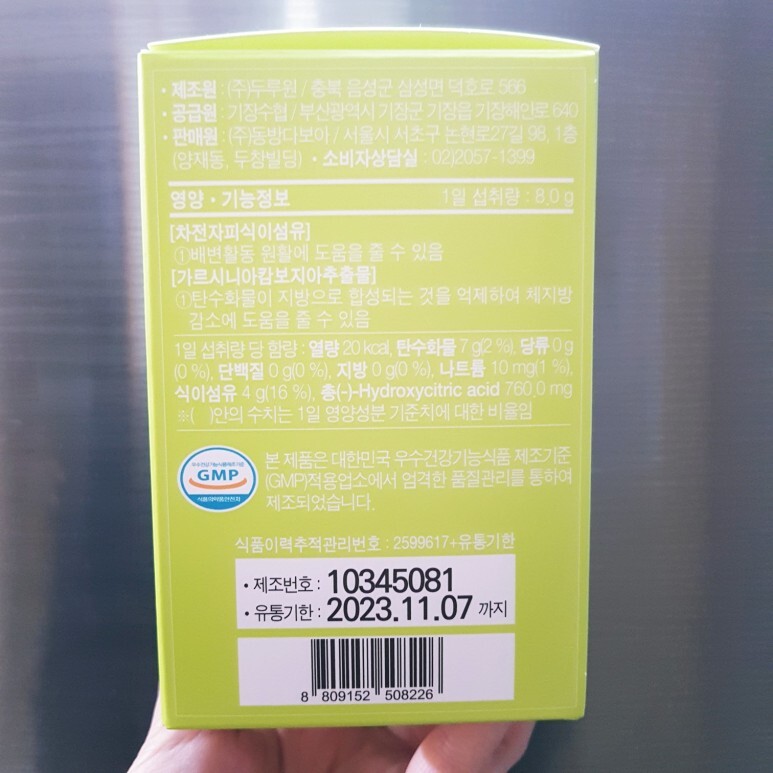 • 제조원 : (주)두루원 / 충북 음성군 삼성면 덕호로 566
• 공급원 : 기장수협 / 부산광역시 기장군 기장읍 기장해안로 640
• 판매원 : (주)동방다보아 / 서울시 서초구 논현로27길 98, 1층
(양재동, 두창빌딩) • 소비자상담실 : 02)2057-1399
영양 • 기능정보 1일 섭취량 : 8.0 g
[차전자피식이섬유]
①배변활동 원활에 도움을 줄 수 있음
[가르시니아캄보지아추출물]
①탄수화물이 지방으로 합성되는 것을 억제하여 체지방
감소에 도움을 줄 수 있음
1일 섭취량 당 함량 : 열량 20 kcal, 탄수화물 7 g(2 %), 당류 0 g
(0 %), 단백질 0 g(0 %), 지방 0 g(0 %), 나트륨 10 mg(1 %),
식이섬유 4 g(16 %), 총(-)-Hydroxycitric acid 760.0 mg
※( )안의 수치는 1일 영양성분 기준치에 대한 비율임
GMP
식품의약품안전처
본 제품은 대한민국 우수건강기능식품 제조기준
(GMP)적용업소에서 엄격한 품질관리를 통하여
제조되었습니다.
식품이력추적관리번호 : 2599617+유통기한
• 제조번호 : 10345081
• 유통기한 : 2023.11.07 까지
8 809152 508226